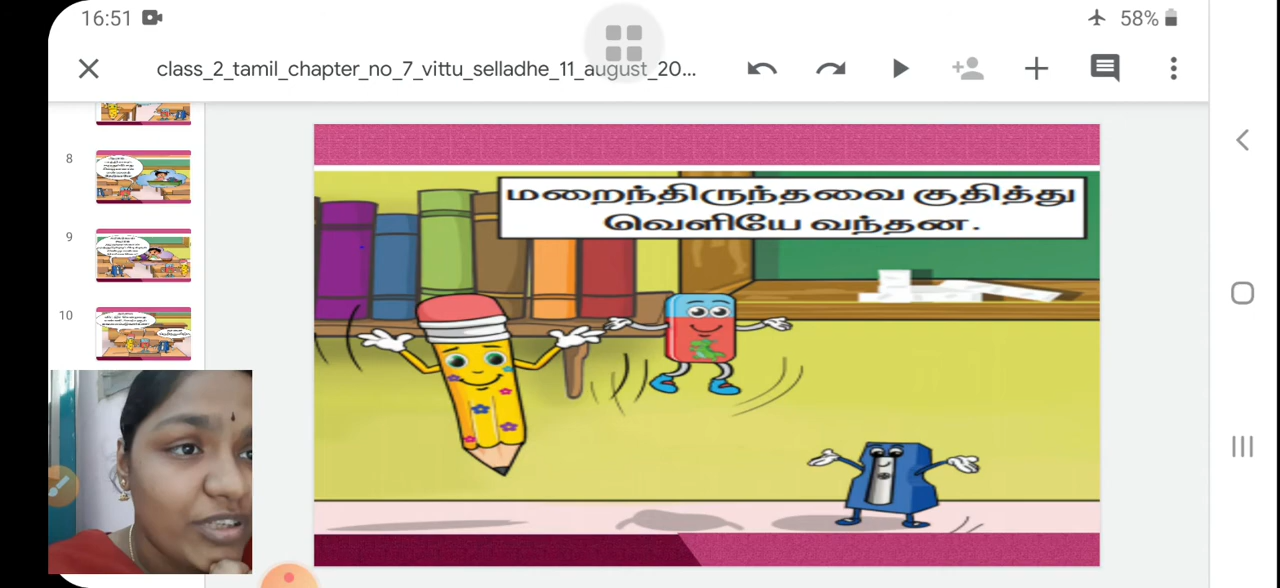 16:51
58%
class_2_tamil_chapter_no_7_vittu_selladhe_11_august_20...
8
9
10
மறைந்திருந்தவை குதித்து
வெளியே வந்தன.